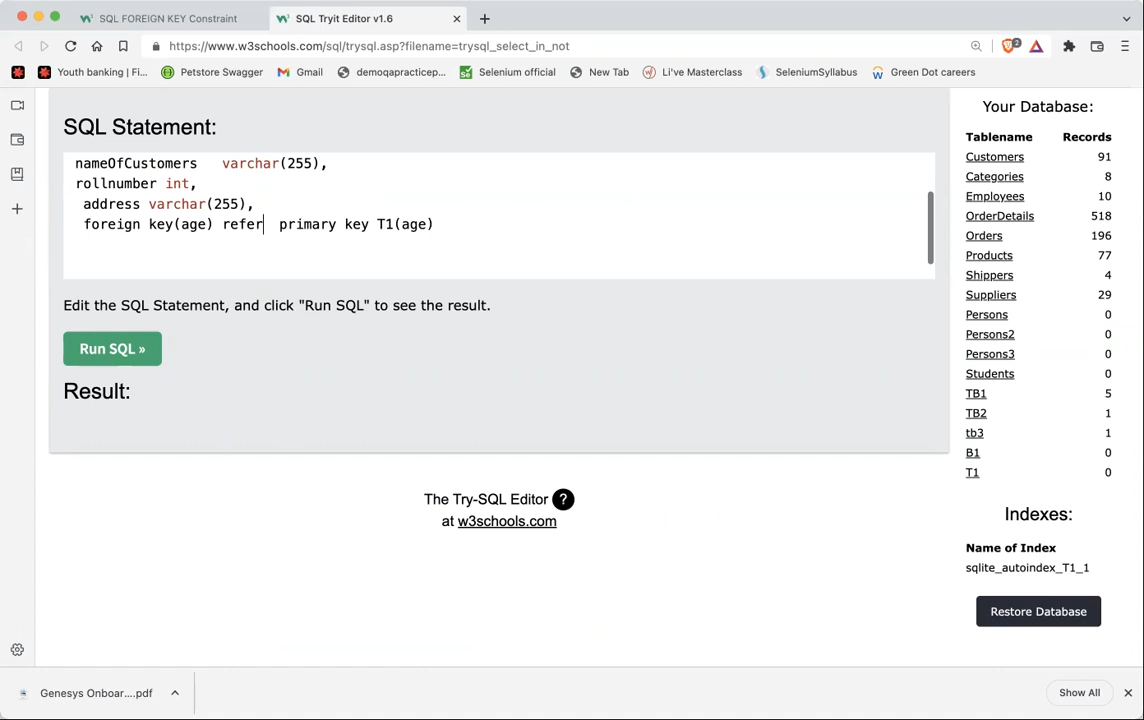 SQL FOREIGN KEY Constraint
SQL Tryit Editor v1.6
https://www.w3schools.com/sql/trysql.asp?filename=trysql_select_in_not
2
Youth banking | Fi...
Petstore Swagger
Gmail
demoqapracticep...
Selenium official
New Tab
Li've Masterclass
SeleniumSyllabus
Green Dot careers
SQL Statement:
nameOfCustomers varchar(255),
rollnumber int,
address varchar(255),
foreign key(age) refer primary key T1(age)
Edit the SQL Statement, and click "Run SQL" to see the result.
Run SQL »
Result:
The Try-SQL Editor ?
at w3schools.com
Your Database:
Tablename Records
Customers 91
Categories 8
Employees 10
OrderDetails 518
Orders 196
Products 77
Shippers 4
Suppliers 29
Persons 0
Persons2 0
Persons3 0
Students 0
TB1 5
TB2 1
tb3 1
B1 0
T1 0
Indexes:
Name of Index
sqlite_autoindex_T1_1
Restore Database
Genesys Onboar....pdf
Show All